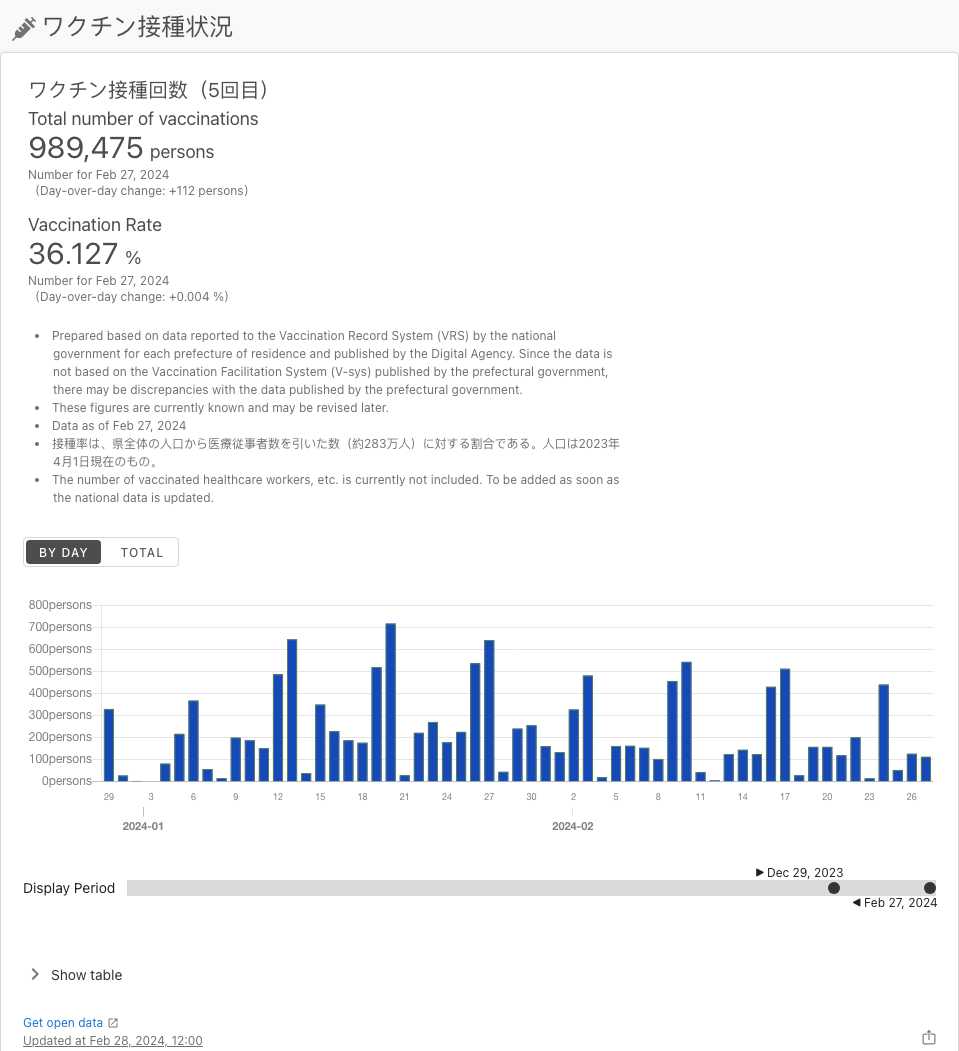 ワクチン接種状況
ワクチン接種回数（5回目）
Total number of vaccinations
989,475 persons
Number for Feb 27, 2024
（Day-over-day change: +112 persons）
Vaccination Rate
36.127 %
Number for Feb 27, 2024
（Day-over-day change: +0.004 %）
• Prepared based on data reported to the Vaccination Record System (VRS) by the national
government for each prefecture of residence and published by the Digital Agency. Since the data is
not based on the Vaccination Facilitation System (V-sys) published by the prefectural government,
there may be discrepancies with the data published by the prefectural government.
• These figures are currently known and may be revised later.
• Data as of Feb 27, 2024
• 接種率は、県全体の人口から医療従事者数を引いた数（約283万人）に対する割合である。人口は2023年
4月1日現在のもの。
• The number of vaccinated healthcare workers, etc. is currently not included. To be added as soon as
the national data is updated.
BY DAY TOTAL
800persons
700persons
600persons
500persons
400persons
300persons
200persons
100persons
0persons
29 3 6 9 12 15 18 21 24 27 30 2 5 8 11 14 17 20 23 26
2024-01 2024-02
Dec 29, 2023
Display Period
Feb 27, 2024
Show table
Get open data
Updated at Feb 28, 2024, 12:00